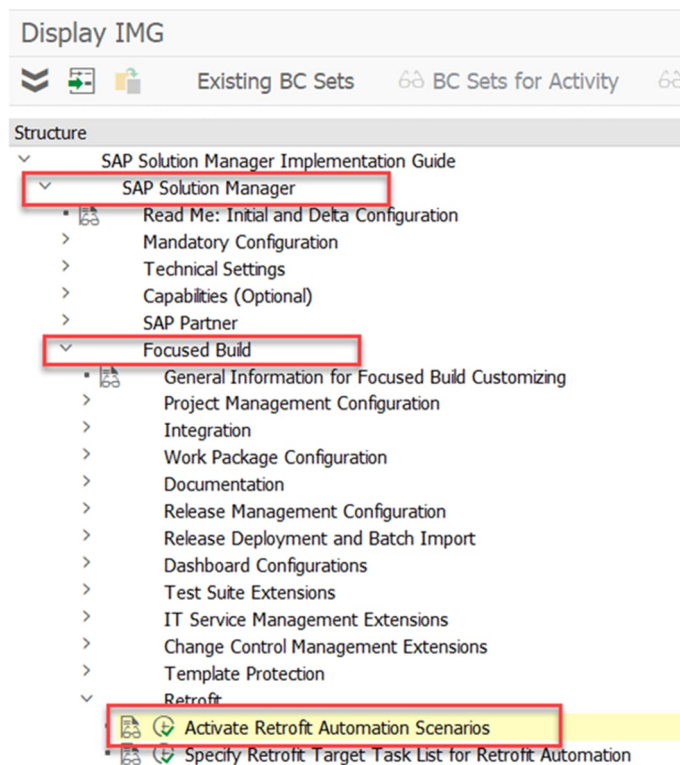 Display IMG
Existing BC Sets BC Sets for Activity
Structure
SAP Solution Manager Implementation Guide
SAP Solution Manager
Read Me: Initial and Delta Configuration
Mandatory Configuration
Technical Settings
Capabilities (Optional)
SAP Partner
Focused Build
General Information for Focused Build Customizing
Project Management Configuration
Integration
Work Package Configuration
Documentation
Release Management Configuration
Release Deployment and Batch Import
Dashboard Configurations
Test Suite Extensions
IT Service Management Extensions
Change Control Management Extensions
Template Protection
Retrofit
Activate Retrofit Automation Scenarios
Specify Retrofit Target Task List for Retrofit Automation